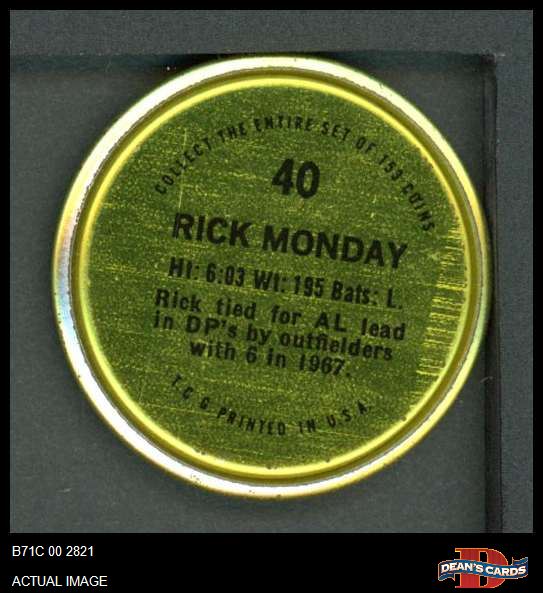 COLLECT THE ENTIRE SET OF 153 COINS
40
RICK MONDAY
Ht: 6:03 Wt: 195 Bats: L.
Rick tied for AL lead
in DP's by outfielders
with 6 in 1967.
T.C.G PRINTED IN U.S.A.
B71C 00 2821
ACTUAL IMAGE
D
DEAN'S CARDS